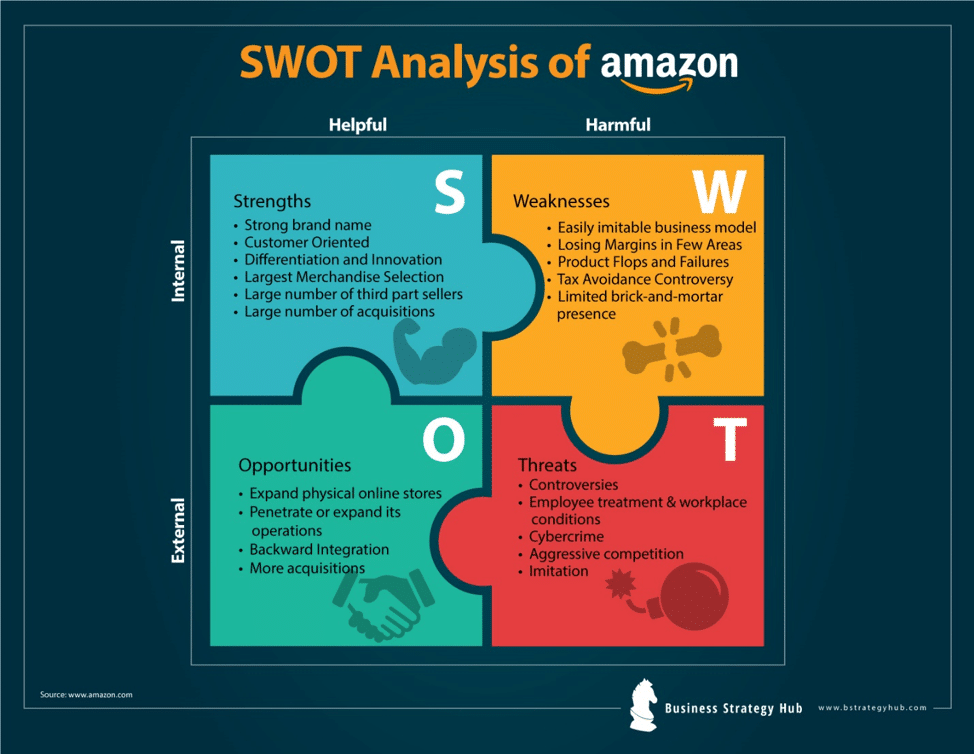 SWOT Analysis of amazon
Helpful
Harmful
Internal
S
Strengths
• Strong brand name
• Customer Oriented
• Differentiation and Innovation
• Largest Merchandise Selection
• Large number of third part sellers
• Large number of acquisitions
W
Weaknesses
• Easily imitable business model
• Losing Margins in Few Areas
• Product Flops and Failures
• Tax Avoidance Controversy
• Limited brick-and-mortar
presence
External
O
Opportunities
• Expand physical online stores
• Penetrate or expand its
operations
• Backward Integration
• More acquisitions
T
Threats
• Controversies
• Employee treatment & workplace
conditions
• Cybercrime
• Aggressive competition
• Imitation
Source: www.amazon.com
Business Strategy Hub
www.bstrategyhub.com